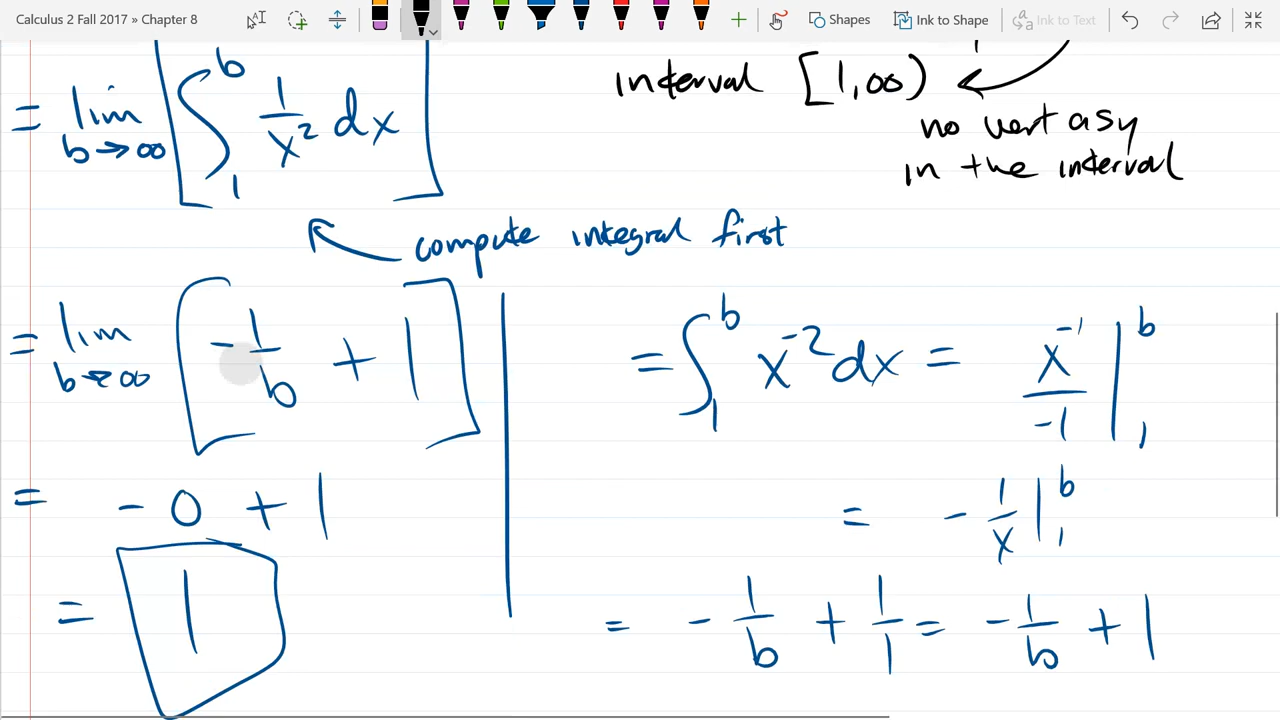 Calculus 2 Fall 2017 » Chapter 8
Shapes
Ink to Shape
Ink to Text
= lim b→∞ [∫₁ᵇ 1/x² dx]
interval [1,∞)
no vert asy
in the interval
compute integral first
= lim b→∞ [-1/b + 1]
= - 0 + 1
= 1
= ∫₁ᵇ x⁻² dx = x⁻¹/-1 |₁ᵇ
= - 1/x |₁ᵇ
= - 1/b + 1/1 = - 1/b + 1